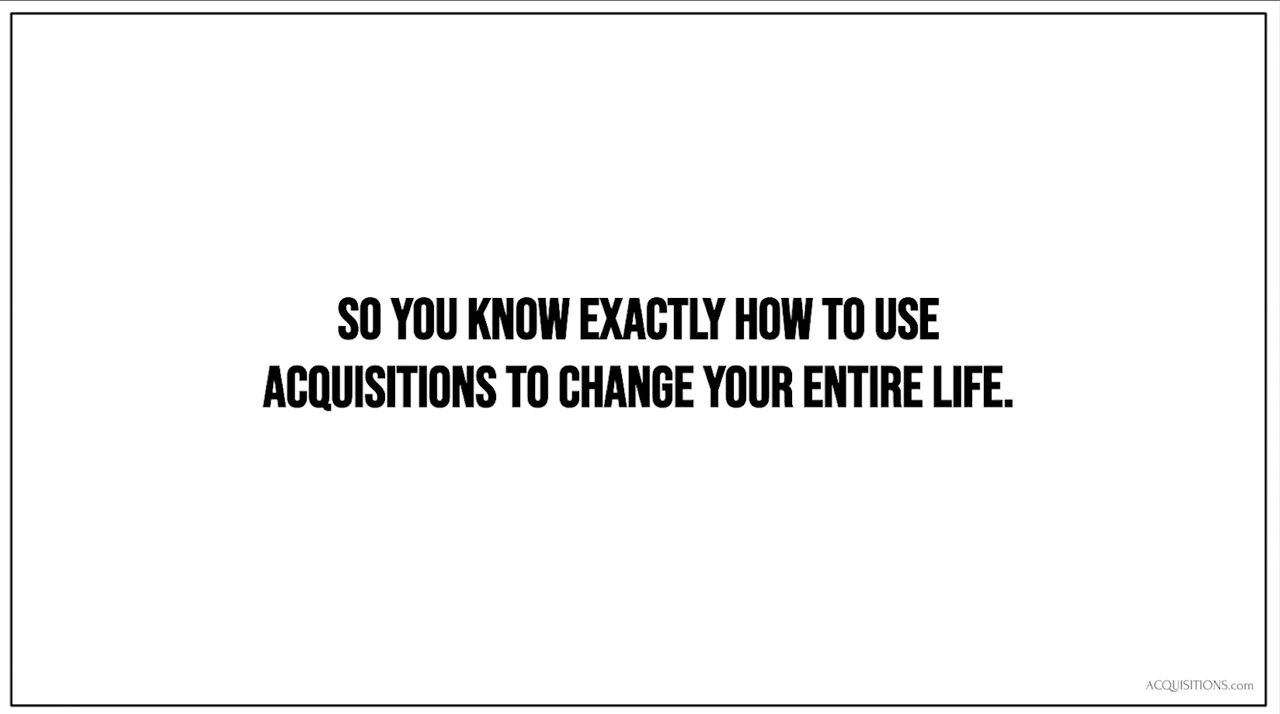 SO YOU KNOW EXACTLY HOW TO USE
ACQUISITIONS TO CHANGE YOUR ENTIRE LIFE.
ACQUISITIONS.com